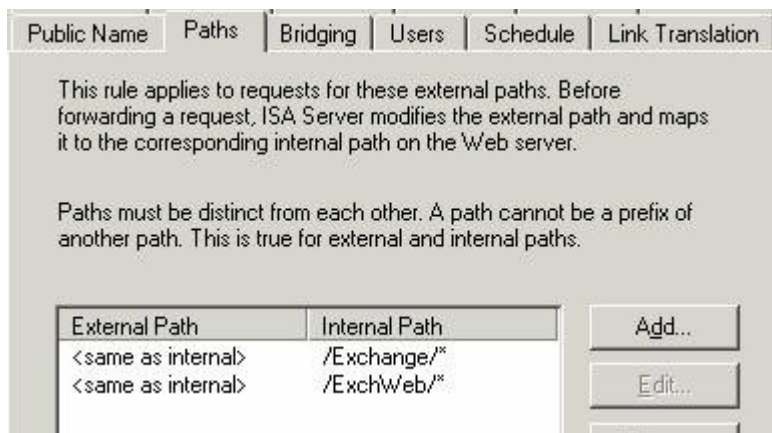 Public Name Paths Bridging Users Schedule Link Translation
This rule applies to requests for these external paths. Before
forwarding a request, ISA Server modifies the external path and maps
it to the corresponding internal path on the Web server.
Paths must be distinct from each other. A path cannot be a prefix of
another path. This is true for external and internal paths.
External Path Internal Path Add...
<same as internal> /Exchange/*
<same as internal> /ExchWeb/* Edit...